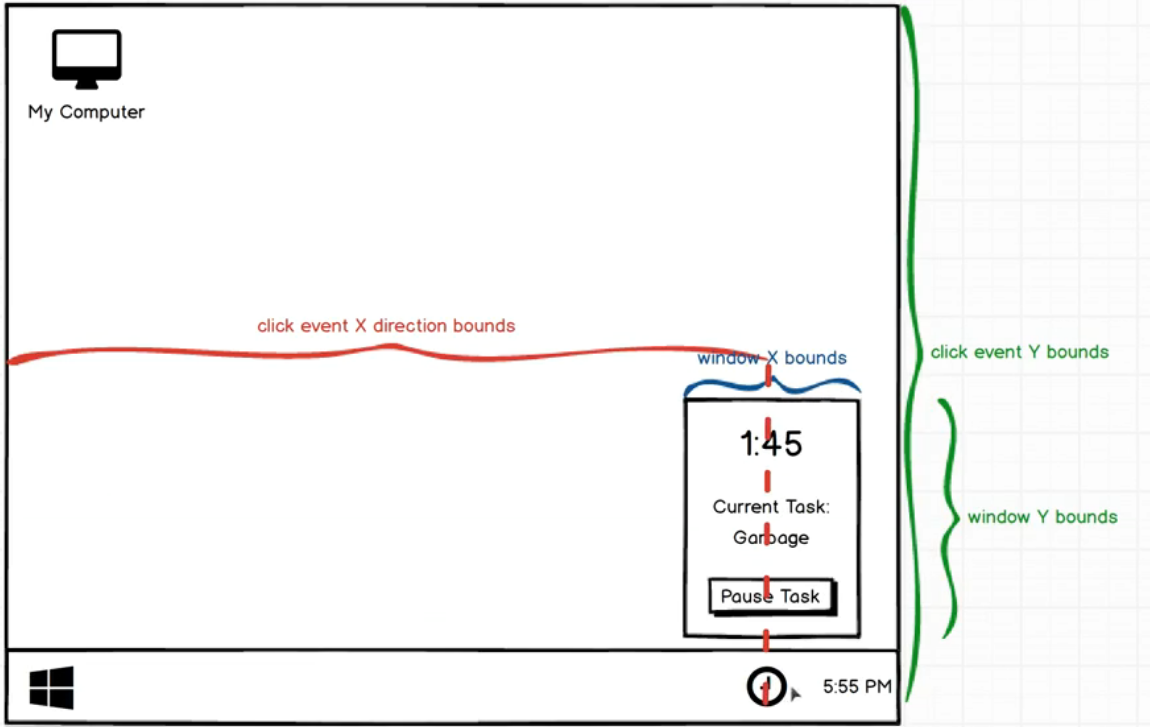 My Computer
click event X direction bounds
window X bounds
click event Y bounds
1:45
Current Task:
Garbage
window Y bounds
Pause Task
5:55 PM